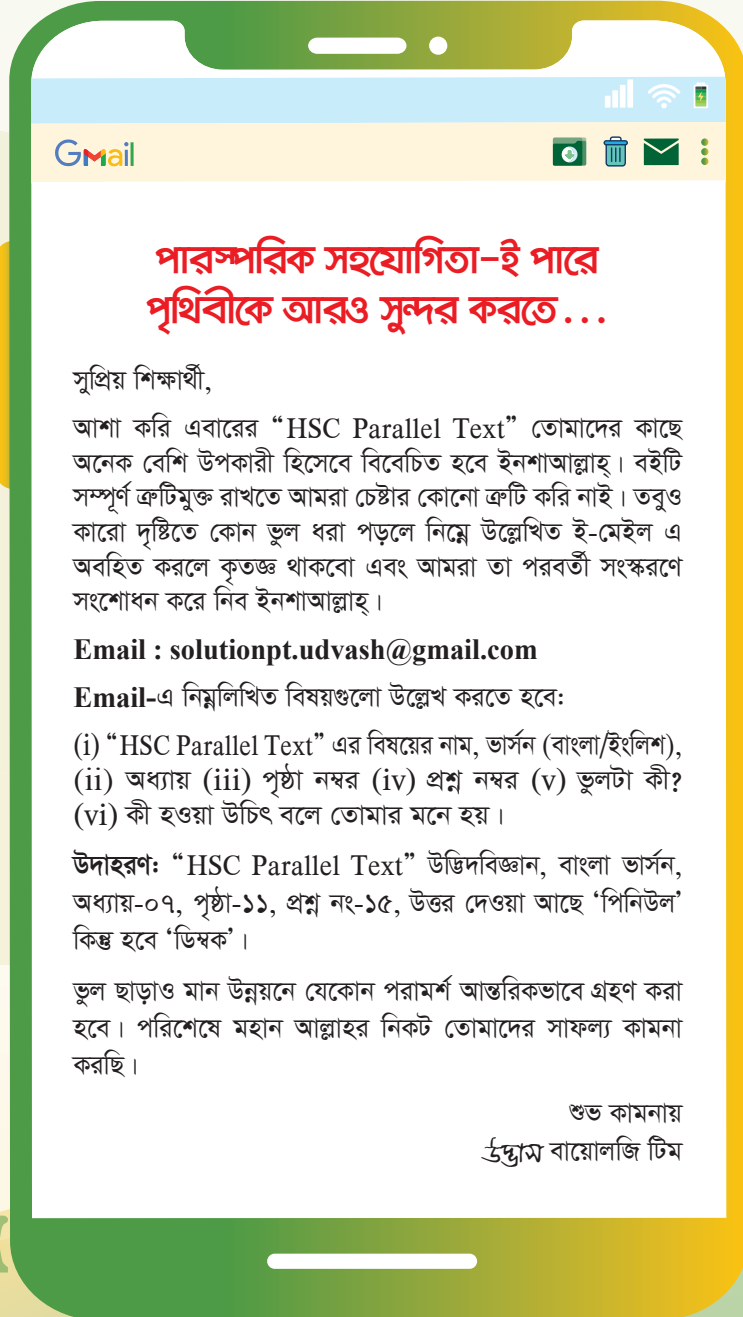 Gmail
পারস্পরিক সহযোগিতা-ই পারে
পৃথিবীকে আরও সুন্দর করতে...
সুপ্রিয় শিক্ষার্থী,
আশা করি এবারের “HSC Parallel Text” তোমাদের কাছে
অনেক বেশি উপকারী হিসেবে বিবেচিত হবে ইনশাআল্লাহ্। বইটি
সম্পূর্ণ ত্রুটিমুক্ত রাখতে আমরা চেষ্টার কোনো ত্রুটি করি নাই। তবুও
কারো দৃষ্টিতে কোন ভুল ধরা পড়লে নিম্নে উল্লেখিত ই-মেইল এ
অবহিত করলে কৃতজ্ঞ থাকবো এবং আমরা তা পরবর্তী সংস্করণে
সংশোধন করে নিব ইনশাআল্লাহ্।
Email : solutionpt.udvash@gmail.com
Email-এ নিম্নলিখিত বিষয়গুলো উল্লেখ করতে হবে:
(i) “HSC Parallel Text” এর বিষয়ের নাম, ভার্সন (বাংলা/ইংলিশ),
(ii) অধ্যায় (iii) পৃষ্ঠা নম্বর (iv) প্রশ্ন নম্বর (v) ভুলটা কী?
(vi) কী হওয়া উচিৎ বলে তোমার মনে হয়।
উদাহরণ: “HSC Parallel Text” উদ্ভিদবিজ্ঞান, বাংলা ভার্সন,
অধ্যায়-০৭, পৃষ্ঠা-১১, প্রশ্ন নং-১৫, উত্তর দেওয়া আছে ‘পিনিউল’
কিন্তু হবে ‘ডিম্বক’।
ভুল ছাড়াও মান উন্নয়নে যেকোন পরামর্শ আন্তরিকভাবে গ্রহণ করা
হবে। পরিশেষে মহান আল্লাহর নিকট তোমাদের সাফল্য কামনা
করছি।
শুভ কামনায়
উদ্ভাস বায়োলজি টিম